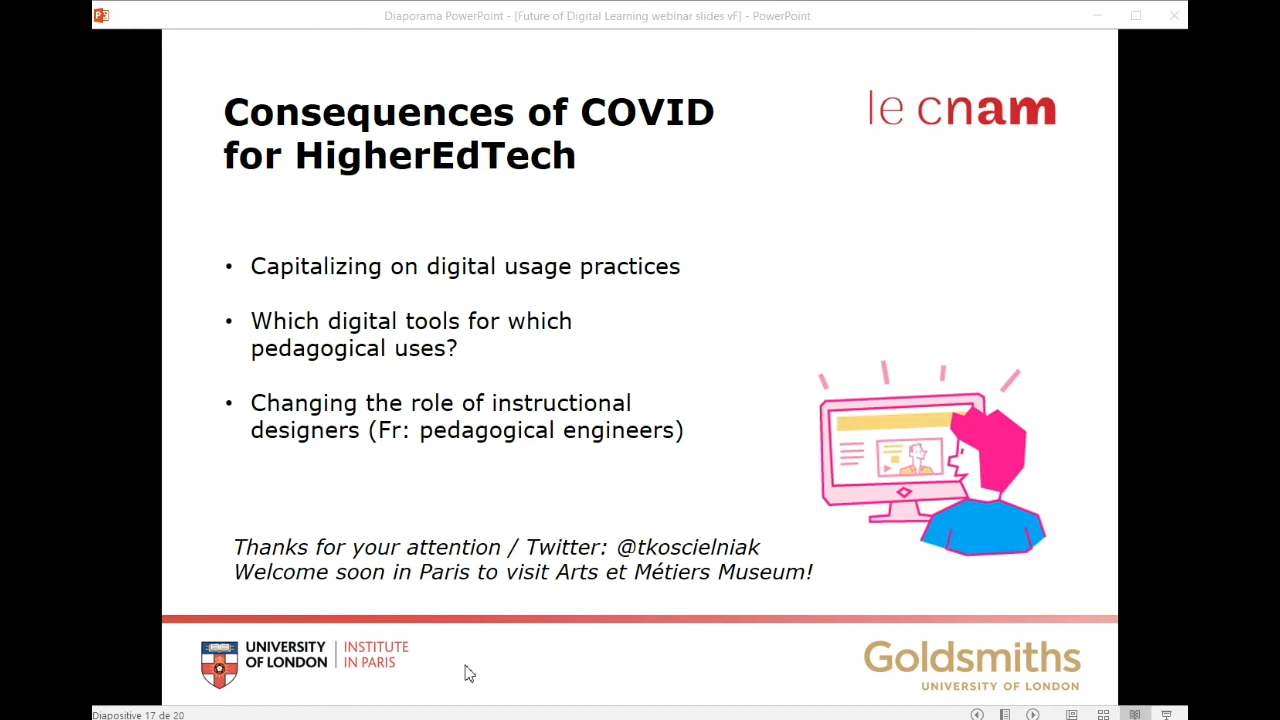 Diaporama PowerPoint - [Future of Digital Learning webinar slides vF] - PowerPoint
Consequences of COVID
for HigherEdTech
le cnam
• Capitalizing on digital usage practices
• Which digital tools for which
pedagogical uses?
• Changing the role of instructional
designers (Fr: pedagogical engineers)
Thanks for your attention / Twitter: @tkoscielniak
Welcome soon in Paris to visit Arts et Métiers Museum!
UNIVERSITY
OF LONDON
INSTITUTE
IN PARIS
Goldsmiths
UNIVERSITY OF LONDON
Diapositive 17 de 20